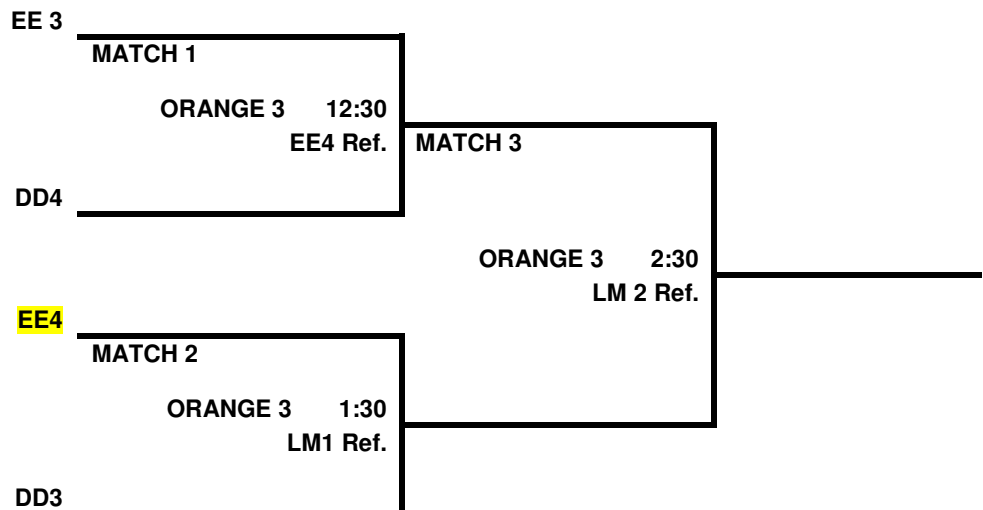 EE 3
MATCH 1
ORANGE 3 12:30
EE4 Ref.
MATCH 3
DD4
ORANGE 3 2:30
LM 2 Ref.
EE4
MATCH 2
ORANGE 3 1:30
LM1 Ref.
DD3